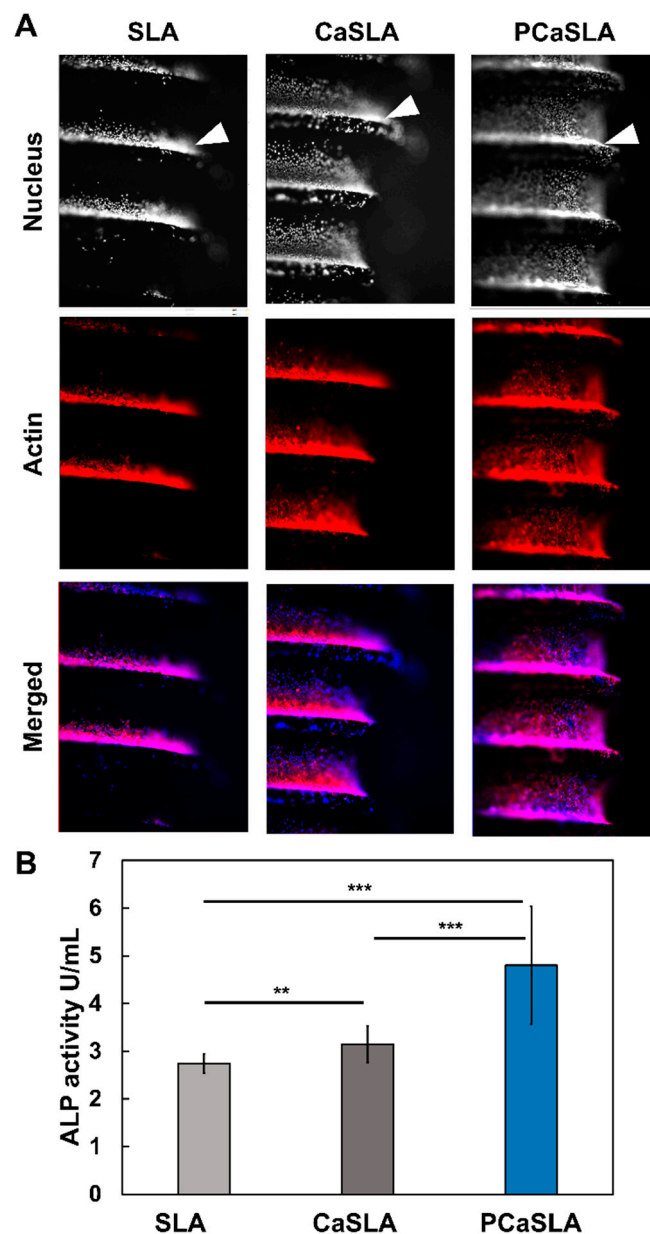 A
SLA CaSLA PCaSLA
Nucleus
Actin
Merged
B
ALP activity U/mL
7
6
5
4
3
2
1
0
***
***
**
SLA CaSLA PCaSLA